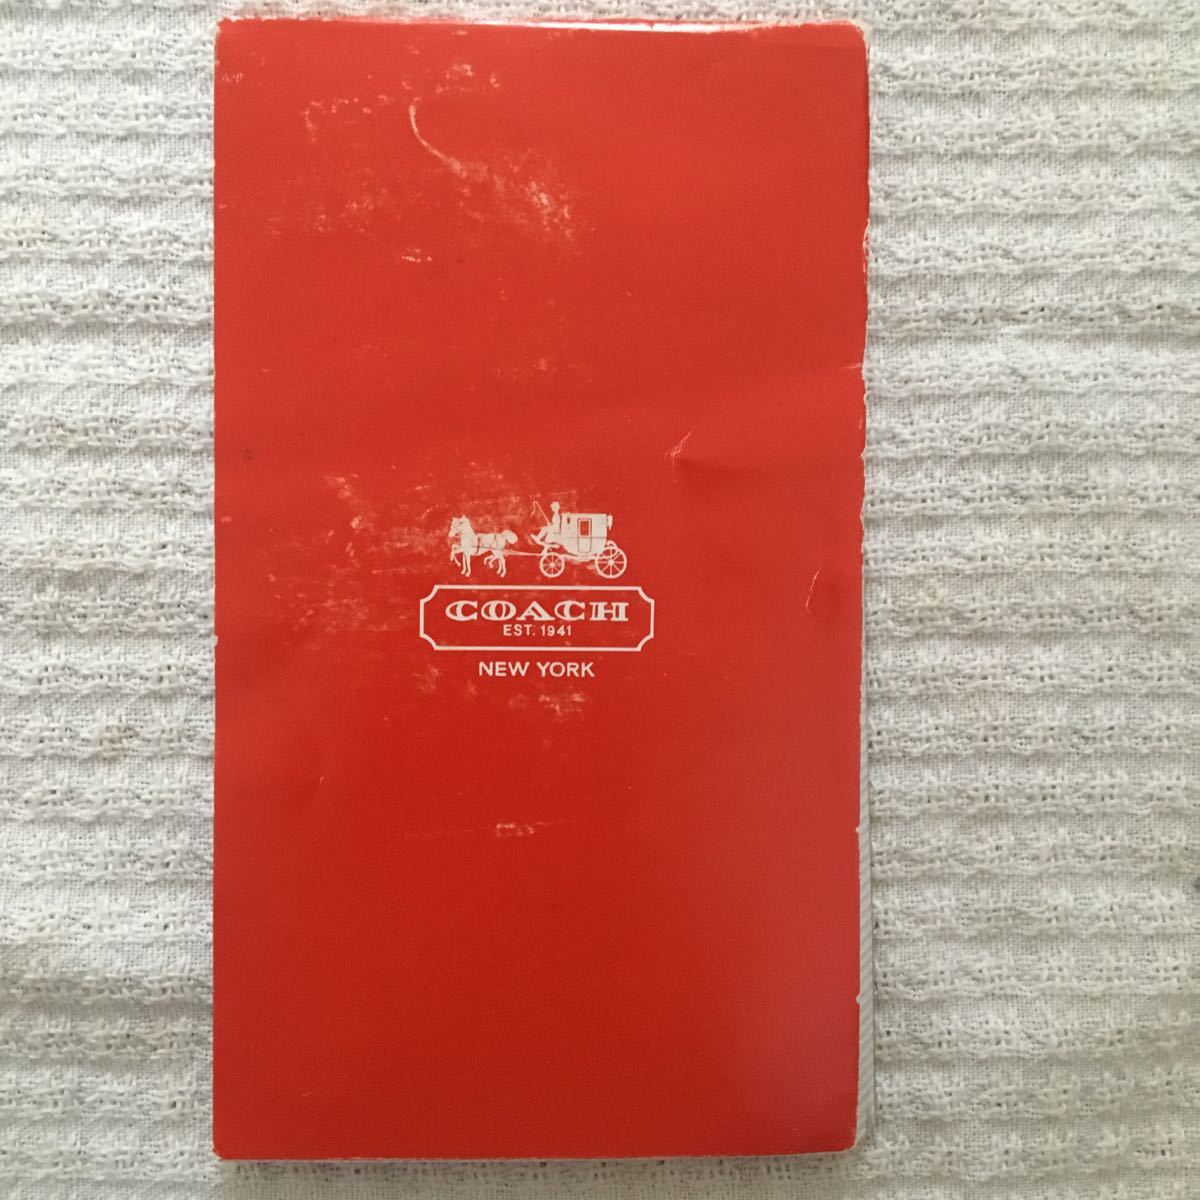 COACH
EST. 1941
NEW YORK